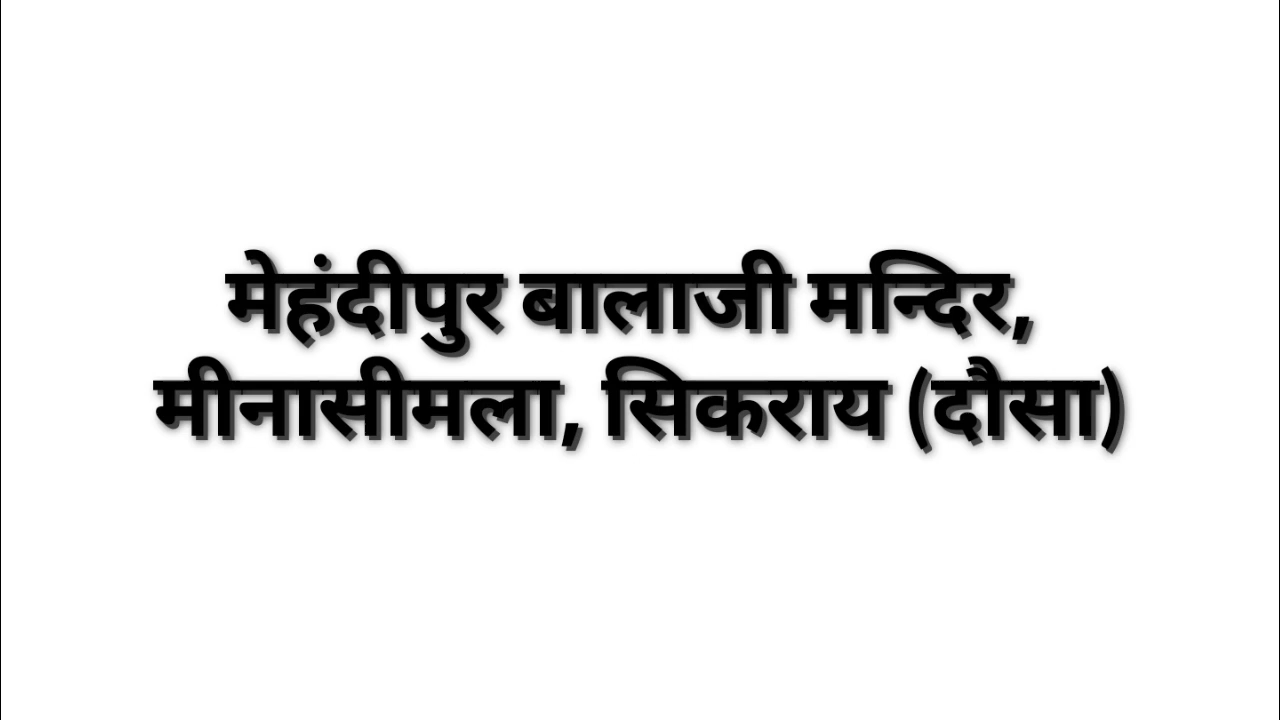 मेहंदीपुर बालाजी मन्दिर,
मीनासीमला, सिकराय (दौसा)